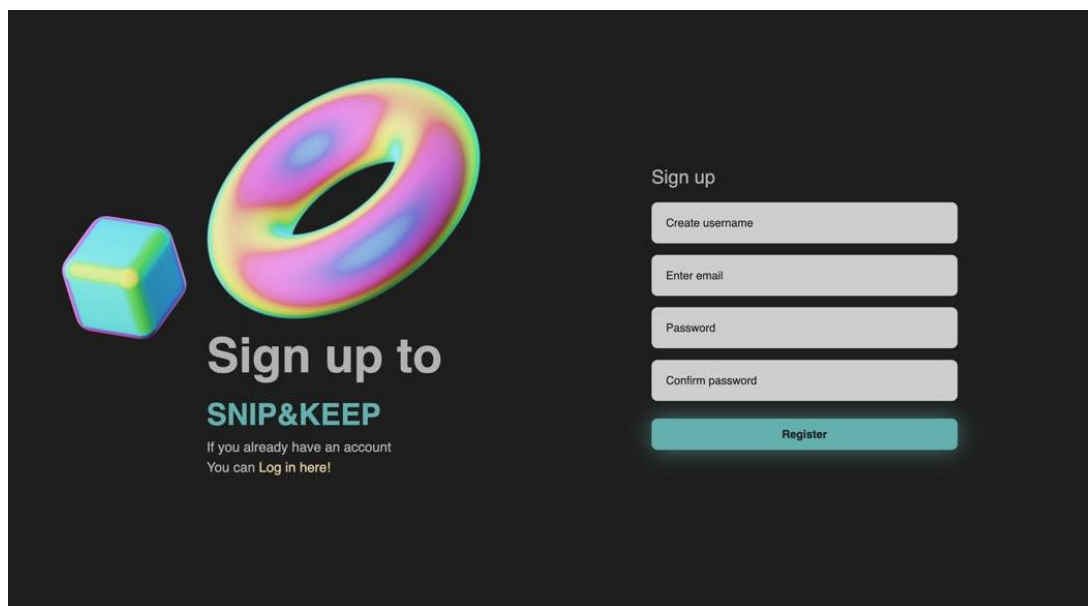 Sign up to
SNIP&KEEP
If you already have an account
You can Log in here!
Sign up
Create username
Enter email
Password
Confirm password
Register